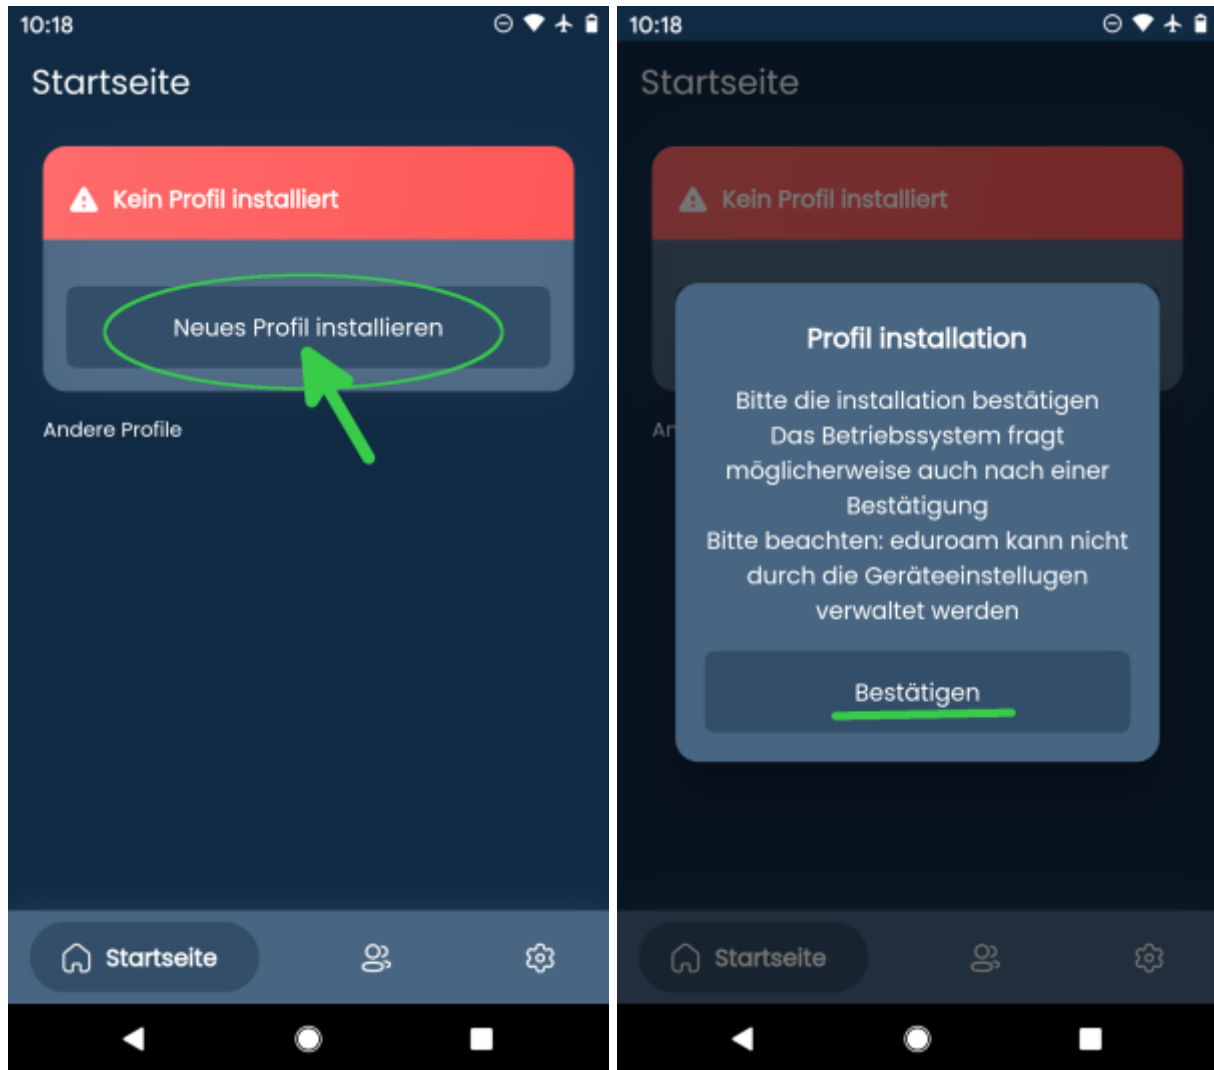 10:18
Startseite
Kein Profil installiert
Neues Profil installieren
Andere Profile
Startseite
10:18
Startseite
Kein Profil installiert
An
Profil installation
Bitte die installation bestätigen
Das Betriebssystem fragt
möglicherweise auch nach einer
Bestätigung
Bitte beachten: eduroam kann nicht
durch die Geräteeinstellugen
verwaltet werden
Bestätigen
Startseite